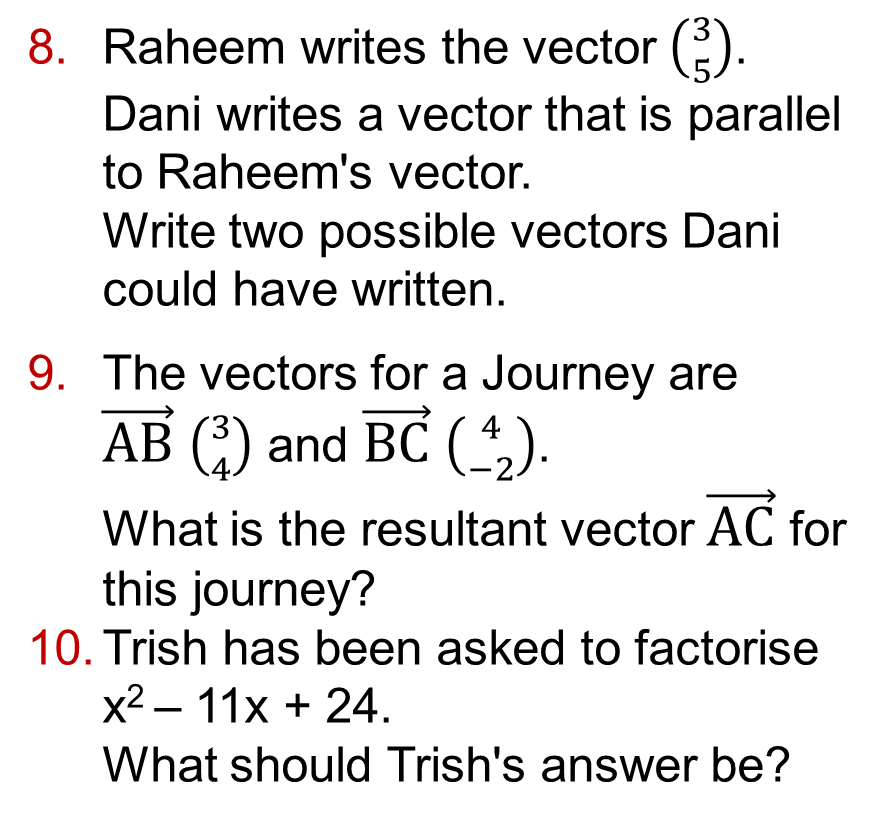 8. Raheem writes the vector (3 5).
Dani writes a vector that is parallel
to Raheem's vector.
Write two possible vectors Dani
could have written.
9. The vectors for a Journey are
AB (3 4) and BC (4 −2).
What is the resultant vector AC for
this journey?
10. Trish has been asked to factorise
x² – 11x + 24.
What should Trish's answer be?